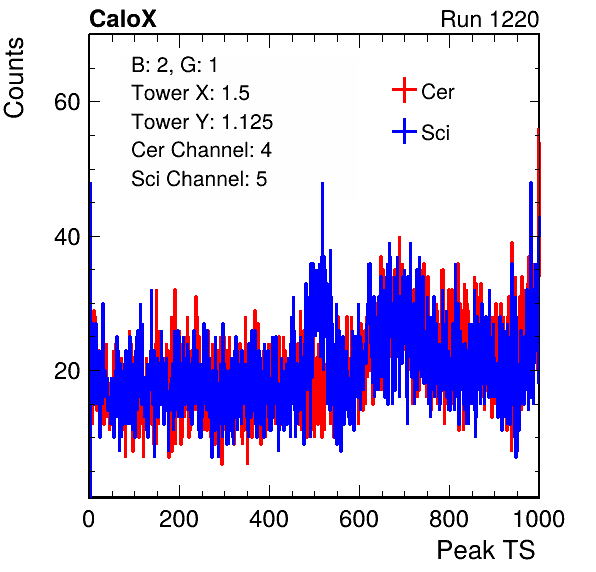 CaloX
Run 1220
Counts
B: 2, G: 1
Tower X: 1.5
Tower Y: 1.125
Cer Channel: 4
Sci Channel: 5
Cer
Sci
60
40
20
0 200 400 600 800 1000
Peak TS